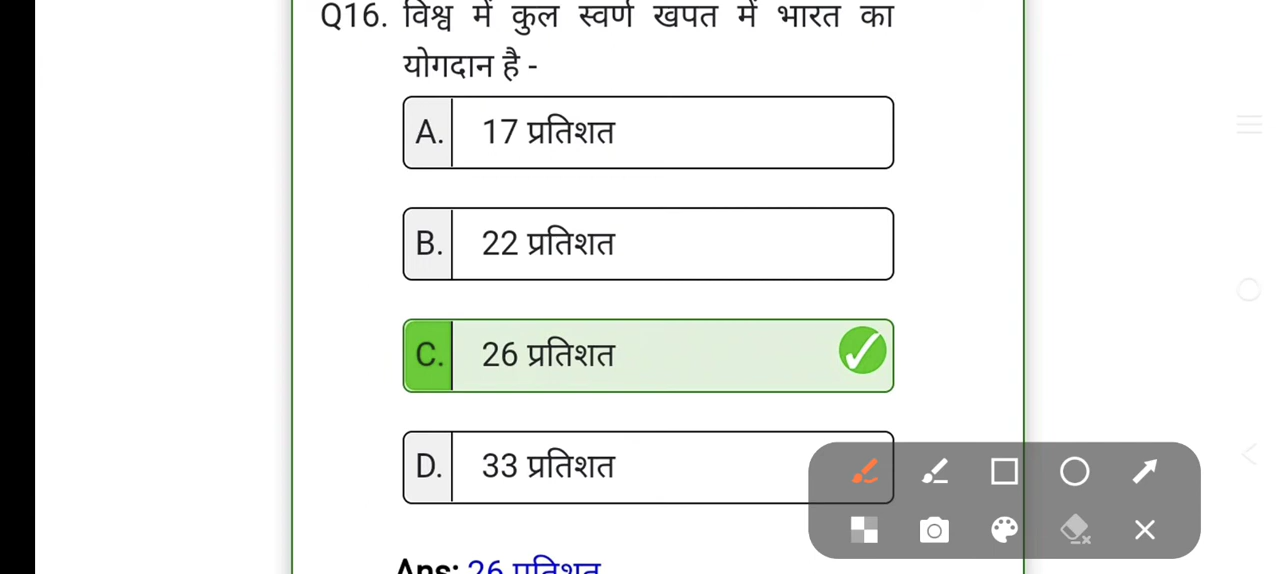 Q16. विश्व में कुल स्वर्ण खपत में भारत का
योगदान है -
A. 17 प्रतिशत
B. 22 प्रतिशत
C. 26 प्रतिशत
D. 33 प्रतिशत
Ans: 26 प्रतिशत